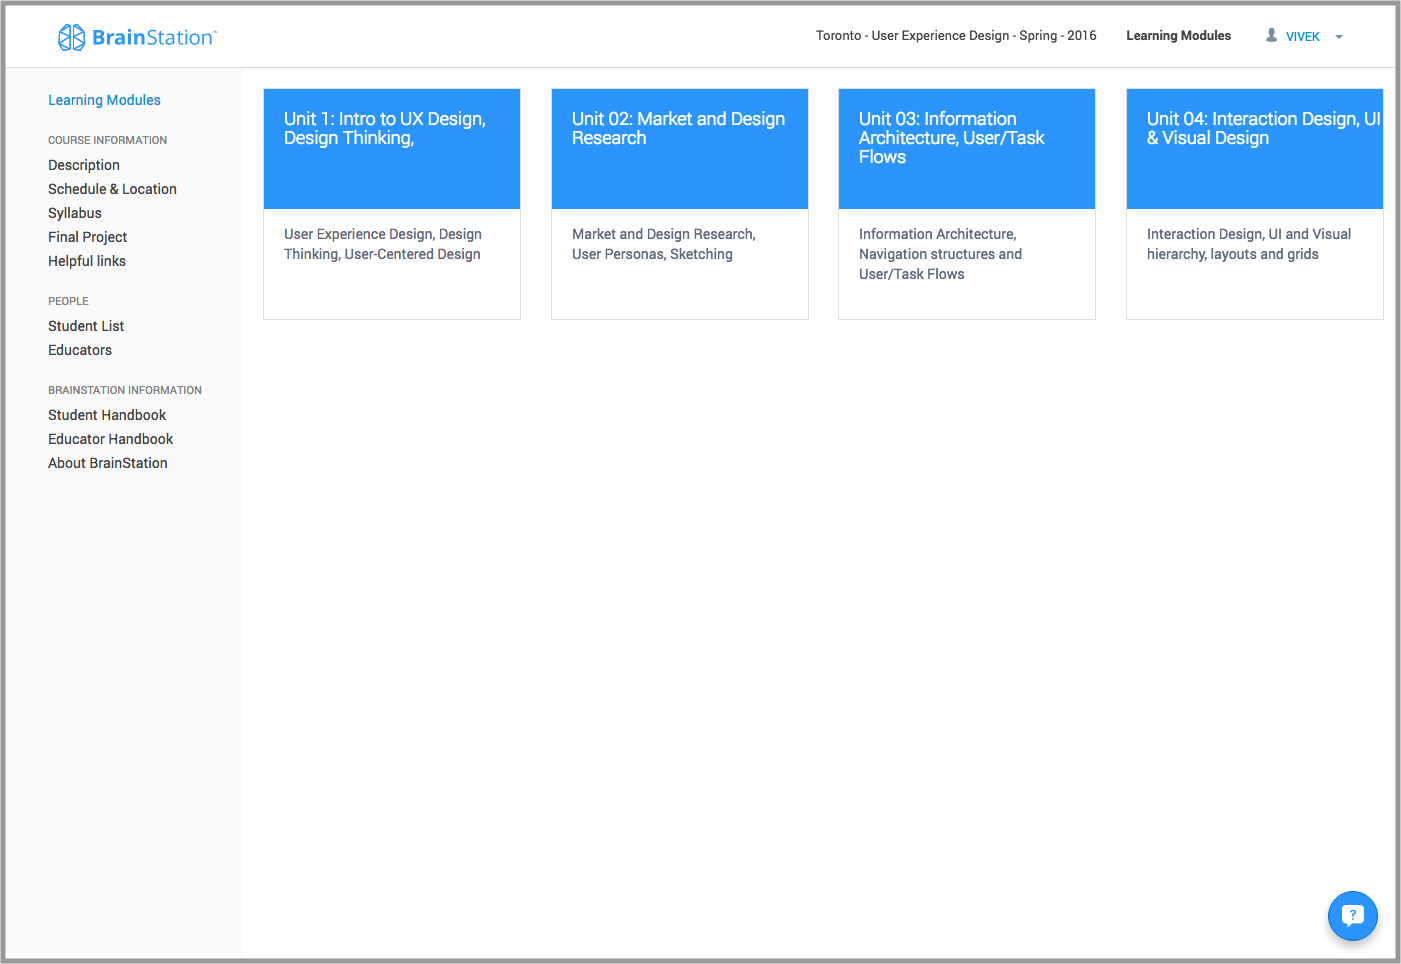 BrainStation™
Toronto - User Experience Design - Spring - 2016
Learning Modules
VIVEK
Learning Modules
COURSE INFORMATION
Description
Schedule & Location
Syllabus
Final Project
Helpful links
PEOPLE
Student List
Educators
BRAINSTATION INFORMATION
Student Handbook
Educator Handbook
About BrainStation
Unit 1: Intro to UX Design,
Design Thinking,
User Experience Design, Design
Thinking, User-Centered Design
Unit 02: Market and Design
Research
Market and Design Research,
User Personas, Sketching
Unit 03: Information
Architecture, User/Task
Flows
Information Architecture,
Navigation structures and
User/Task Flows
Unit 04: Interaction Design, UI
& Visual Design
Interaction Design, UI and Visual
hierarchy, layouts and grids
?